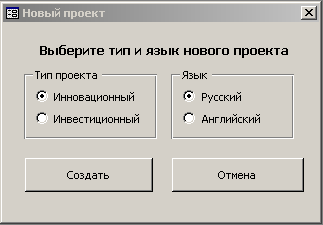 Новый проект
Выберите тип и язык нового проекта
Тип проекта
Язык
Инновационный
Русский
Инвестиционный
Английский
Создать
Отмена